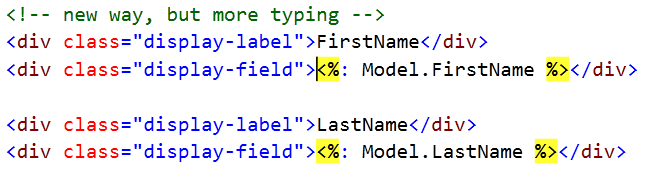 <!-- new way, but more typing -->
<div class="display-label">FirstName</div>
<div class="display-field"><%: Model.FirstName %></div>
<div class="display-label">LastName</div>
<div class="display-field"><%: Model.LastName %></div>